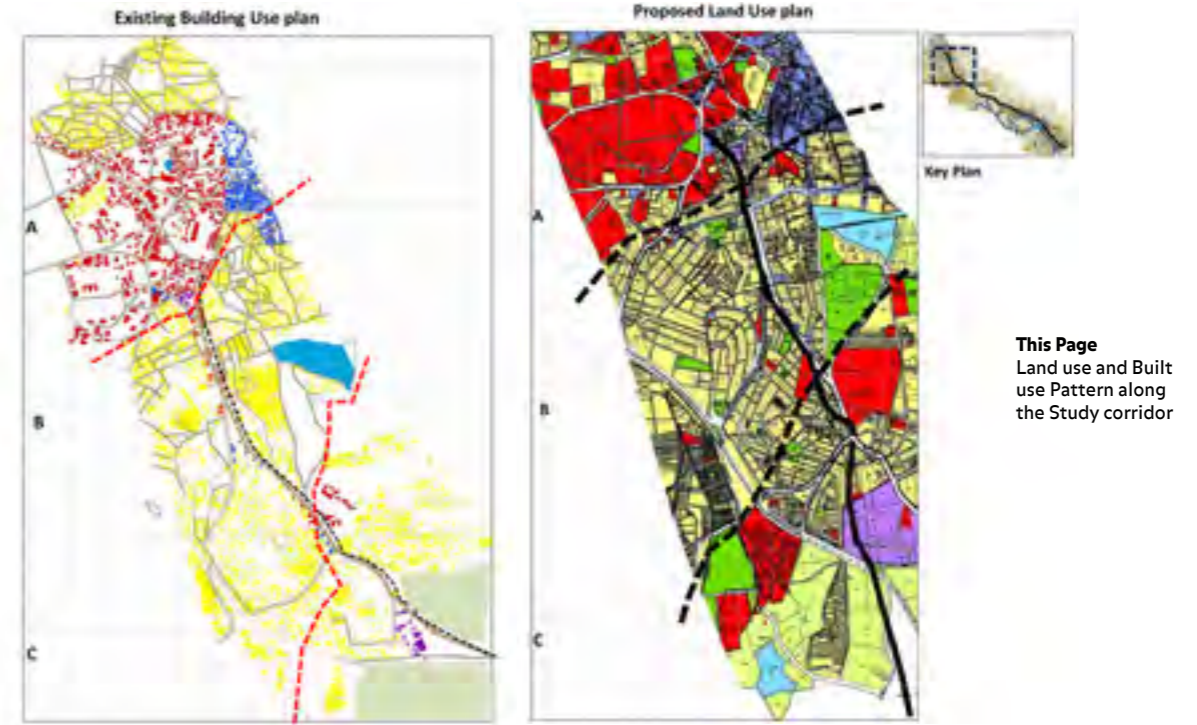 Existing Building Use plan
Proposed Land Use plan
Key Plan
A
B
C
A
B
C
This Page
Land use and Built
use Pattern along
the Study corridor